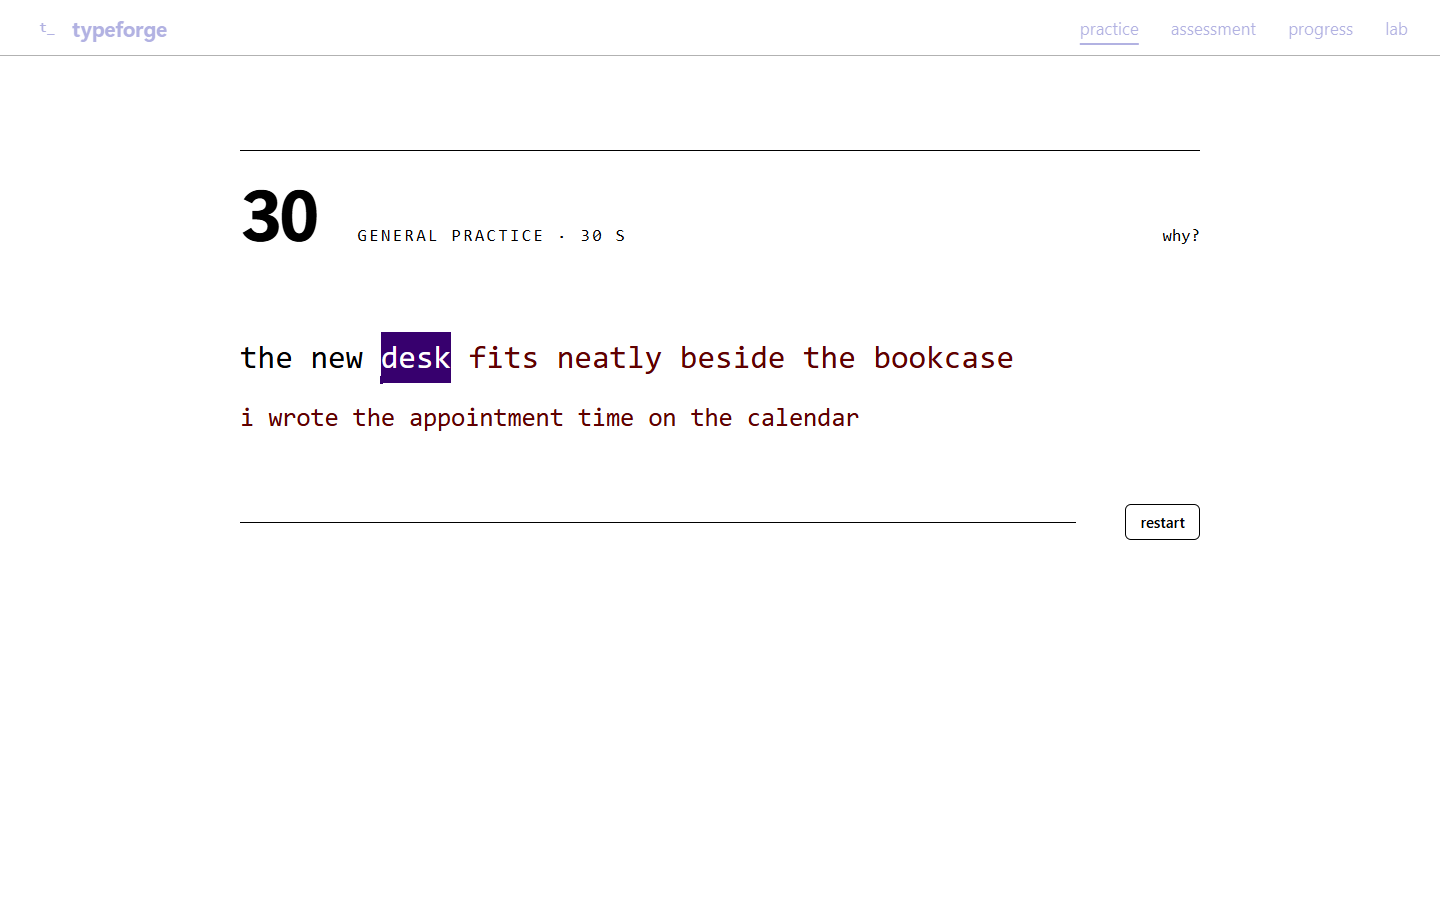 t_ typeforge practice assessment progress lab
30 GENERAL PRACTICE · 30 S why?
the new desk fits neatly beside the bookcase
i wrote the appointment time on the calendar
restart